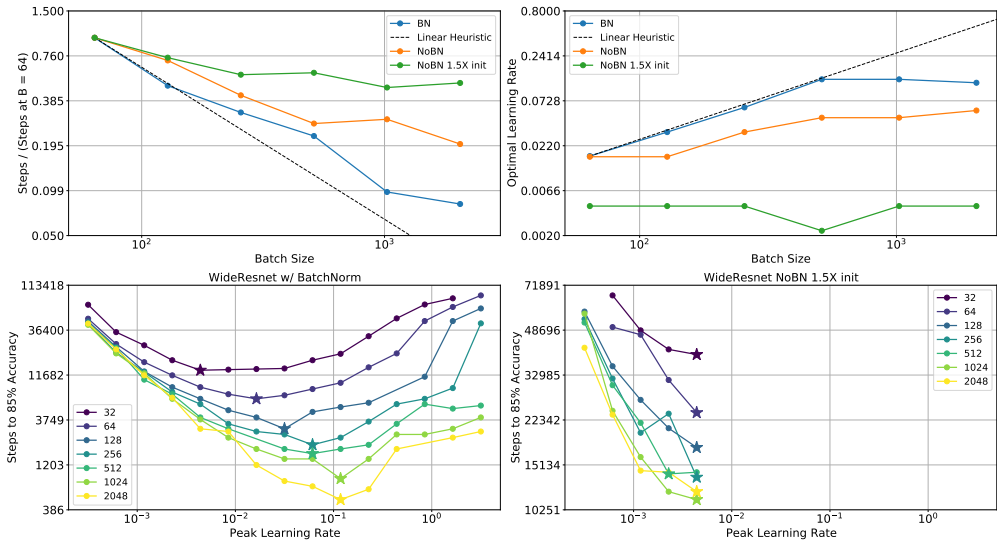 1.500
0.760
0.385
0.195
0.099
0.050
Steps / (Steps at B = 64)
10²
10³
Batch Size
BN
Linear Heuristic
NoBN
NoBN 1.5X init
0.8000
0.2414
0.0728
0.0220
0.0066
0.0020
Optimal Learning Rate
10²
10³
Batch Size
BN
Linear Heuristic
NoBN
NoBN 1.5X init
WideResnet w/ BatchNorm
113418
36400
11682
3749
1203
386
Steps to 85% Accuracy
32
64
128
256
512
1024
2048
10⁻³
10⁻²
10⁻¹
10⁰
Peak Learning Rate
WideResnet NoBN 1.5X init
71891
48696
32985
22342
15134
10251
Steps to 85% Accuracy
32
64
128
256
512
1024
2048
10⁻³
10⁻²
10⁻¹
10⁰
Peak Learning Rate